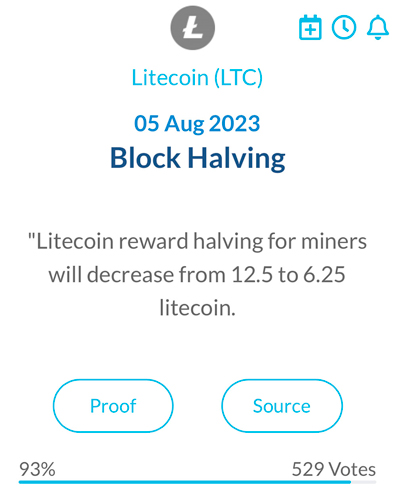 Litecoin (LTC)
05 Aug 2023
Block Halving
"Litecoin reward halving for miners
will decrease from 12.5 to 6.25
litecoin.
Proof
Source
93%
529 Votes